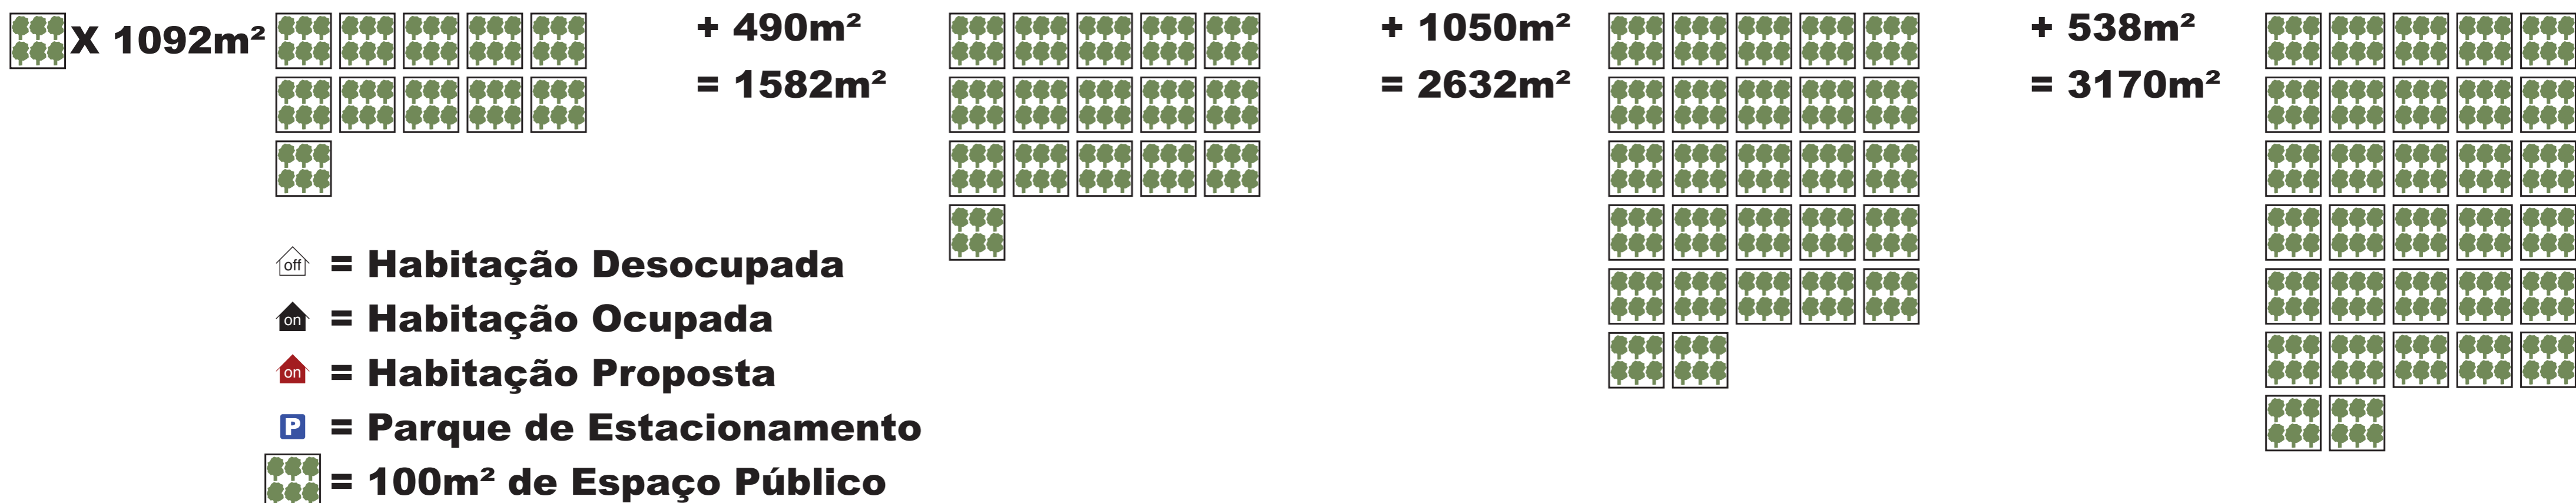 X 1092m²
+ 490m²
= 1582m²
+ 1050m²
= 2632m²
+ 538m²
= 3170m²
off = Habitação Desocupada
on = Habitação Ocupada
on = Habitação Proposta
P = Parque de Estacionamento
= 100m² de Espaço Público